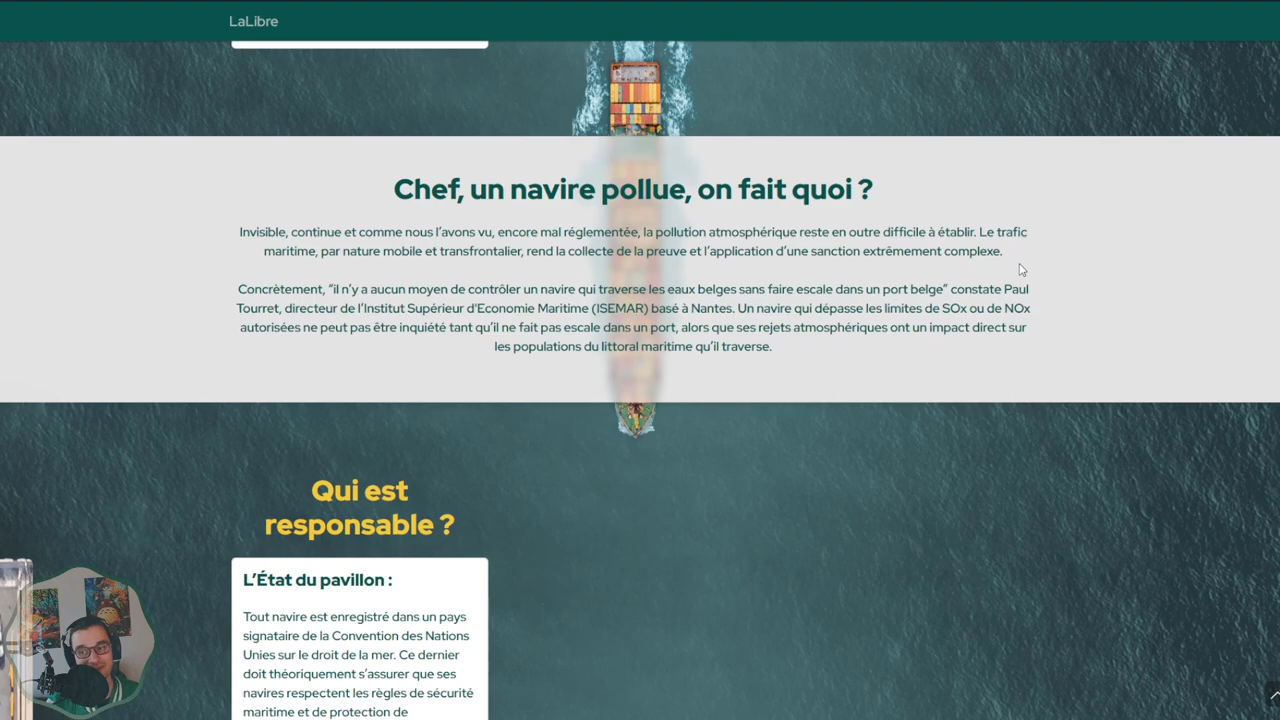 LaLibre
Chef, un navire pollue, on fait quoi ?
Invisible, continue et comme nous l’avons vu, encore mal réglementée, la pollution atmosphérique reste en outre difficile à établir. Le trafic
maritime, par nature mobile et transfrontalier, rend la collecte de la preuve et l’application d’une sanction extrêmement complexe.
Concrètement, “il n’y a aucun moyen de contrôler un navire qui traverse les eaux belges sans faire escale dans un port belge” constate Paul
Tourret, directeur de l’Institut Supérieur d'Economie Maritime (ISEMAR) basé à Nantes. Un navire qui dépasse les limites de SOx ou de NOx
autorisées ne peut pas être inquiété tant qu’il ne fait pas escale dans un port, alors que ses rejets atmosphériques ont un impact direct sur
les populations du littoral maritime qu’il traverse.
Qui est
responsable ?
L’État du pavillon :
Tout navire est enregistré dans un pays
signataire de la Convention des Nations
Unies sur le droit de la mer. Ce dernier
doit théoriquement s’assurer que ses
navires respectent les règles de sécurité
maritime et de protection de